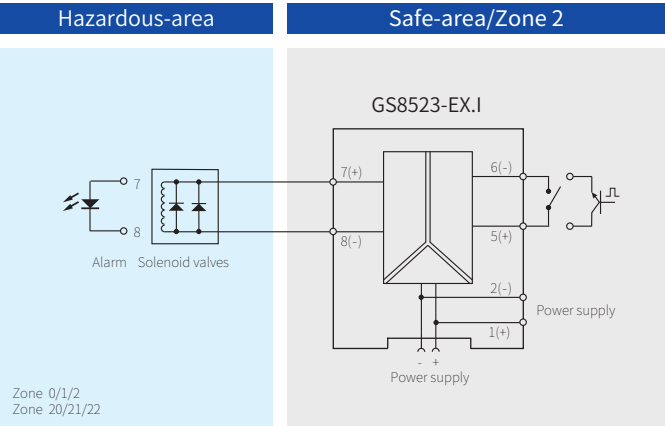 Hazardous-area
Safe-area/Zone 2
GS8523-EX.I
7(+)
6(-)
7
8
8(-)
5(+)
Alarm
Solenoid valves
2(-)
Power supply
1(+)
- +
Power supply
Zone 0/1/2
Zone 20/21/22